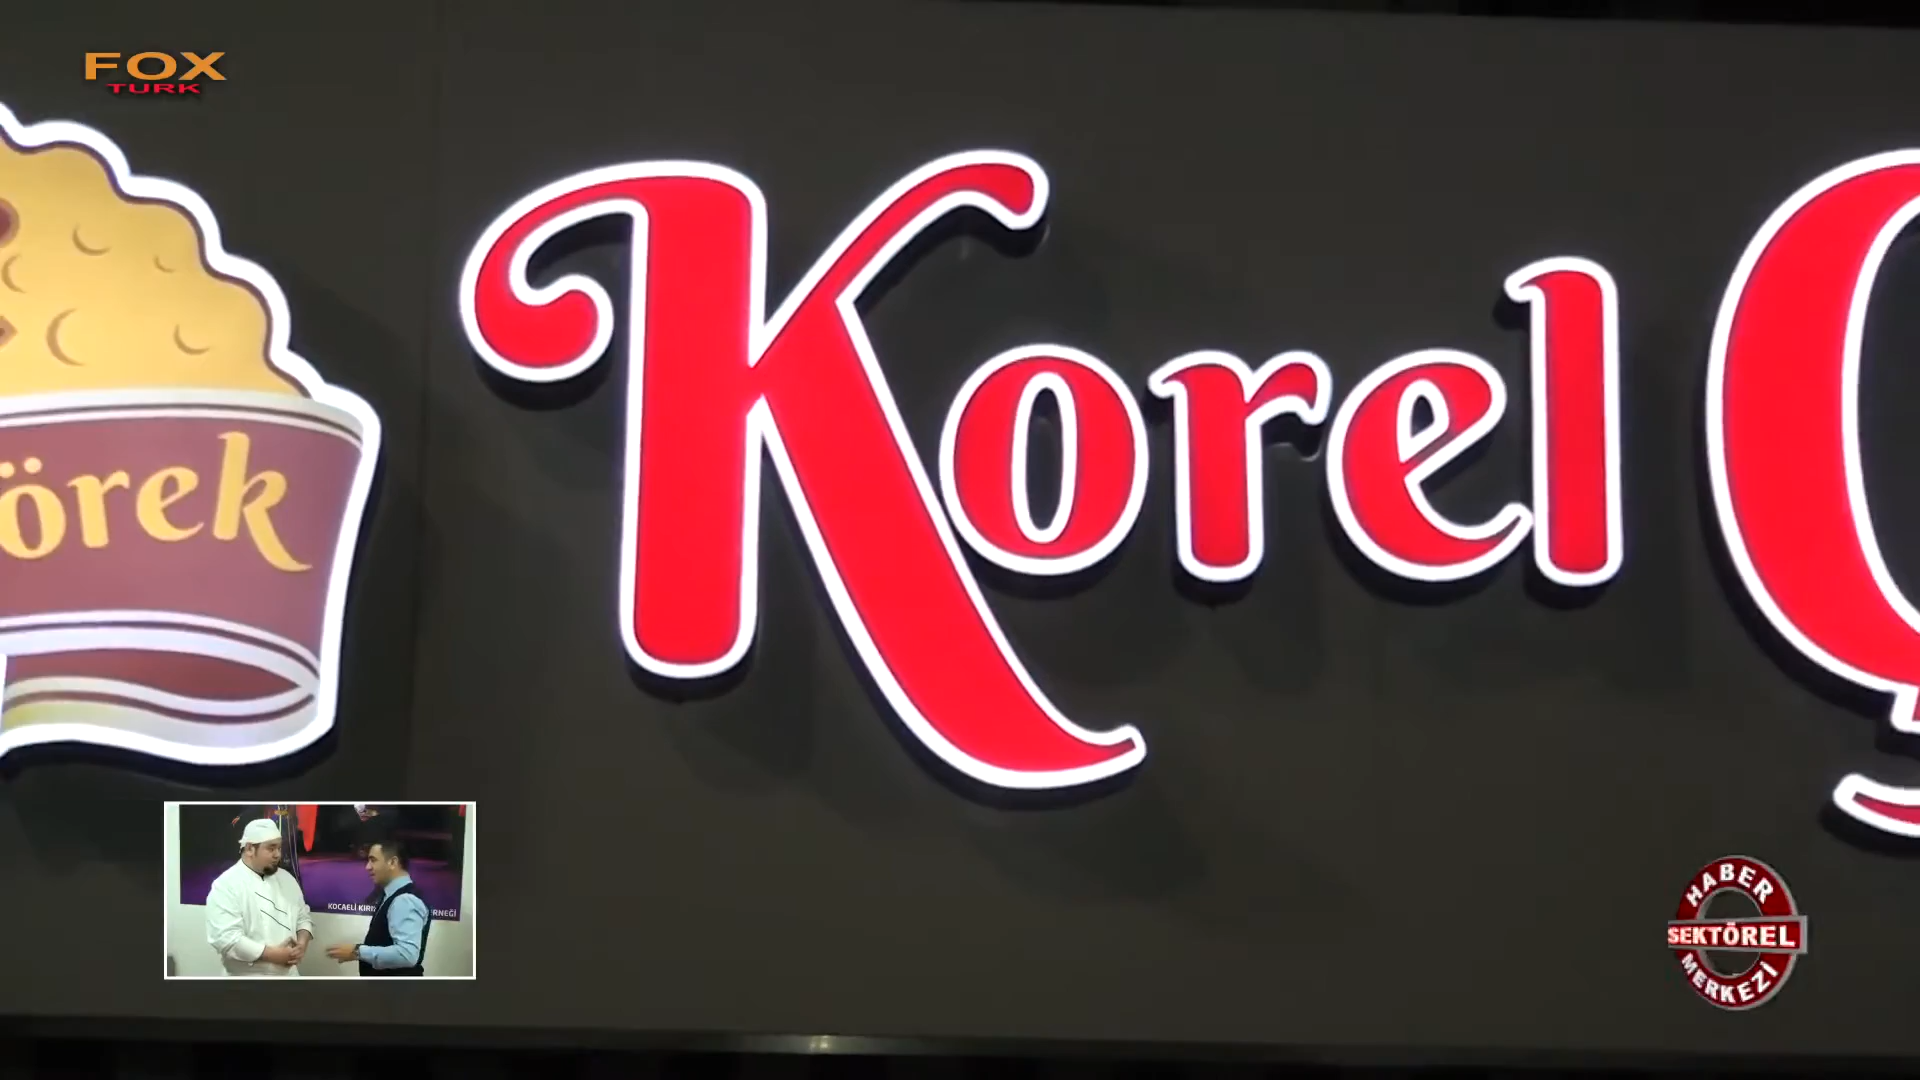 FOX
TURK
Korel Ç
örek
KOCAELİ
HABER
SEKTÖREL
MERKEZİ